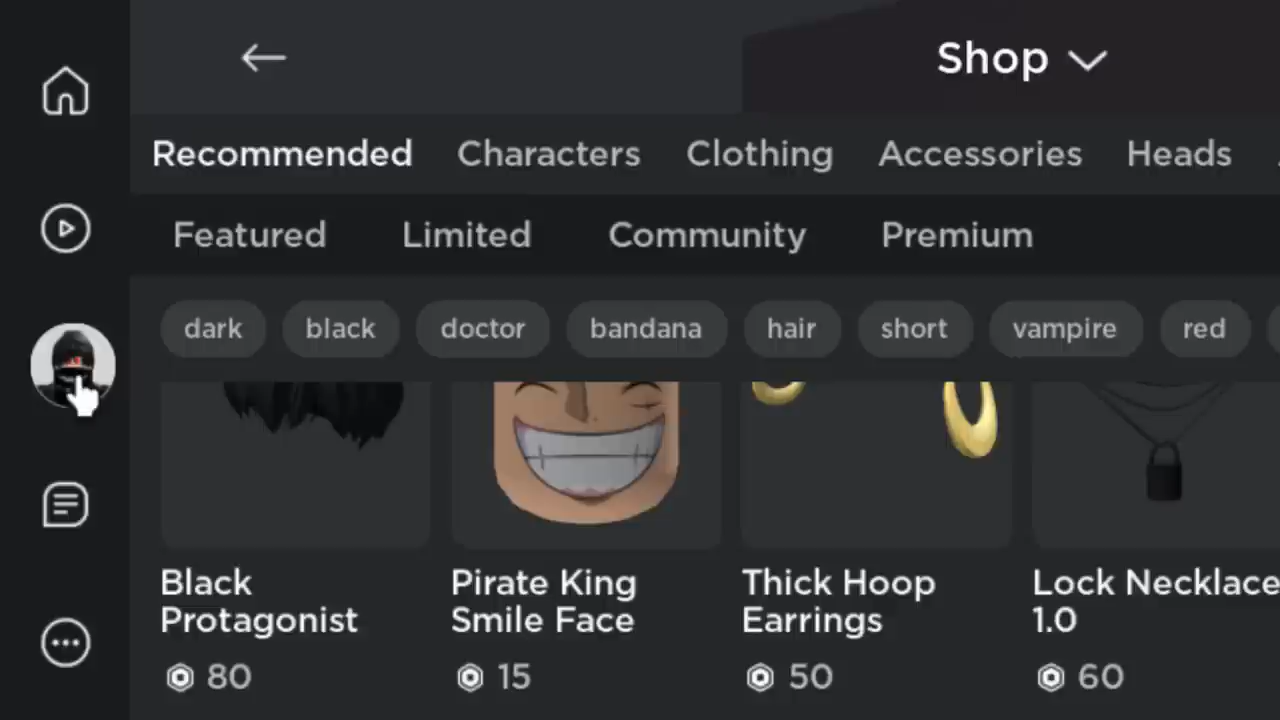 Shop
Recommended Characters Clothing Accessories Heads
Featured Limited Community Premium
dark black doctor bandana hair short vampire red
Black
Protagonist
80
Pirate King
Smile Face
15
Thick Hoop
Earrings
50
Lock Necklace
1.0
60